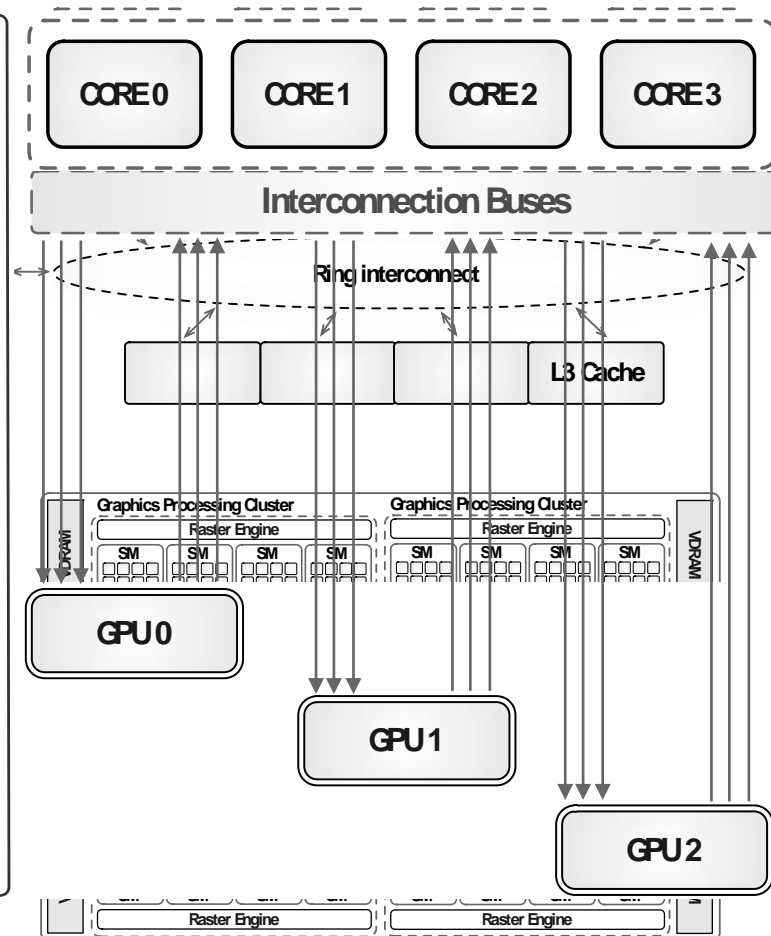 CORE 0 CORE 1 CORE 2 CORE 3
Interconnection Buses
Ring interconnect
L3 Cache
Graphics Processing Cluster Graphics Processing Cluster
VDRAM Raster Engine Raster Engine VDRAM
SM SM SM SM SM SM SM SM
GPU 0
GPU 1
GPU 2
Raster Engine Raster Engine